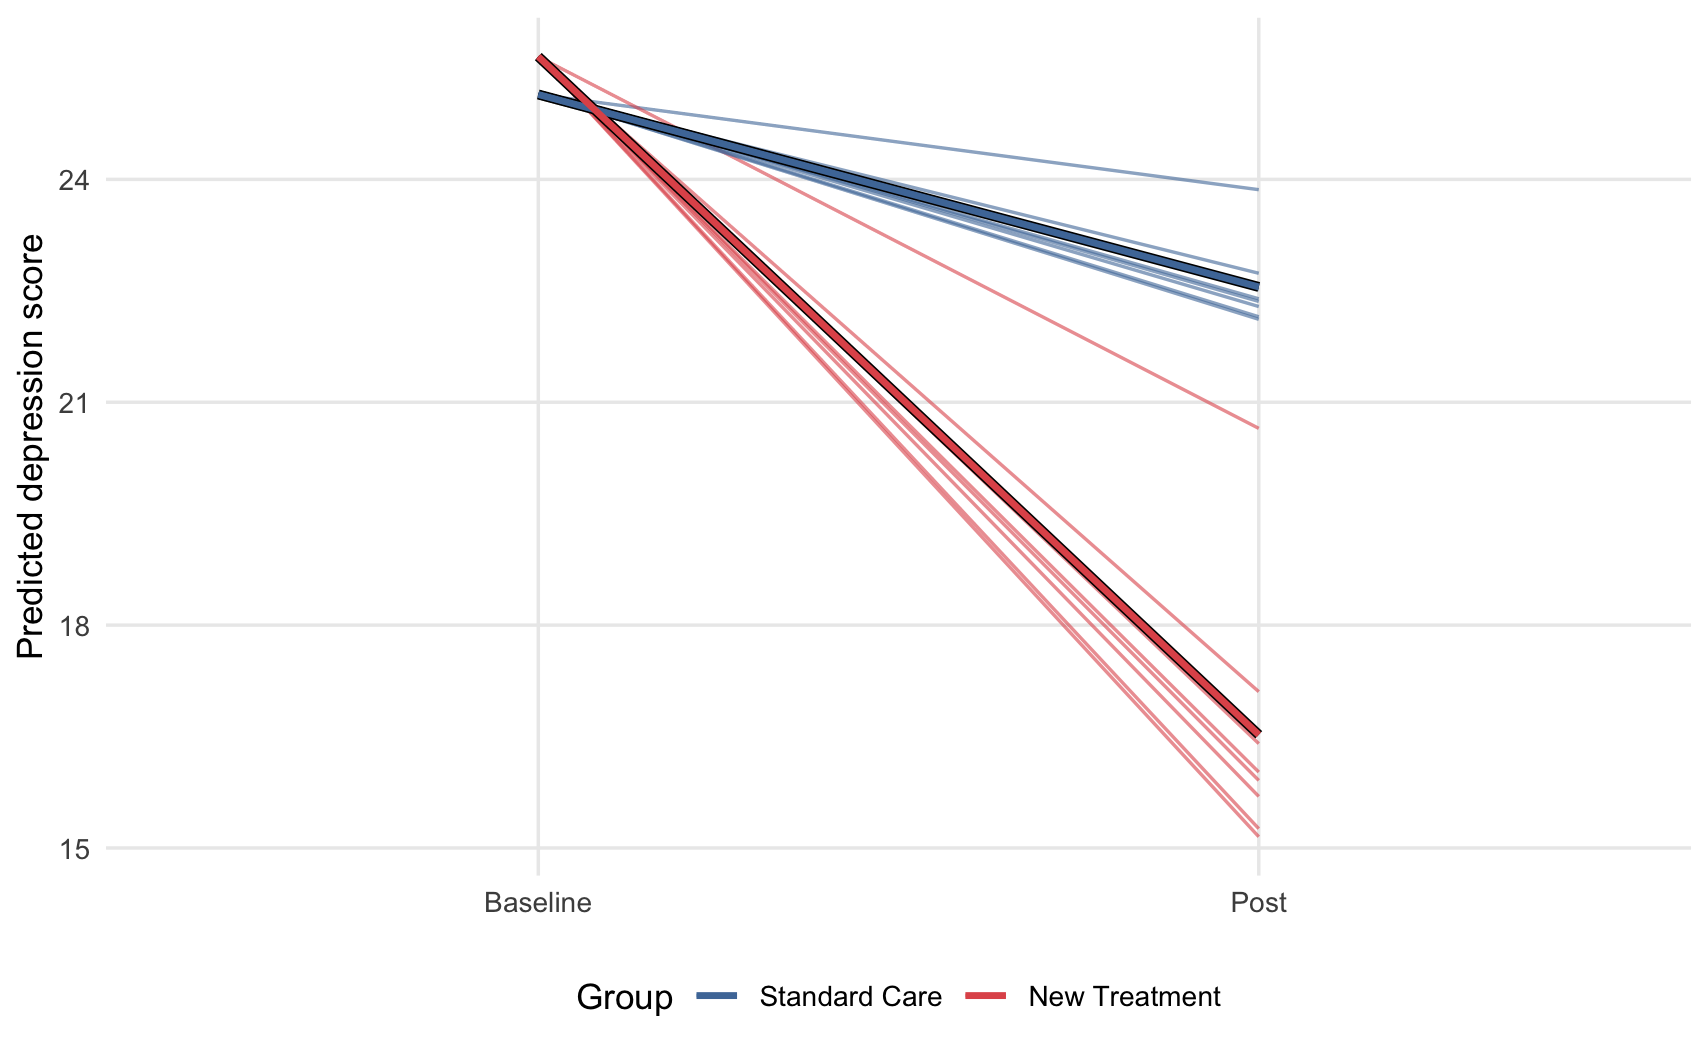 Predicted depression score
24
21
18
15
Baseline Post
Group Standard Care New Treatment